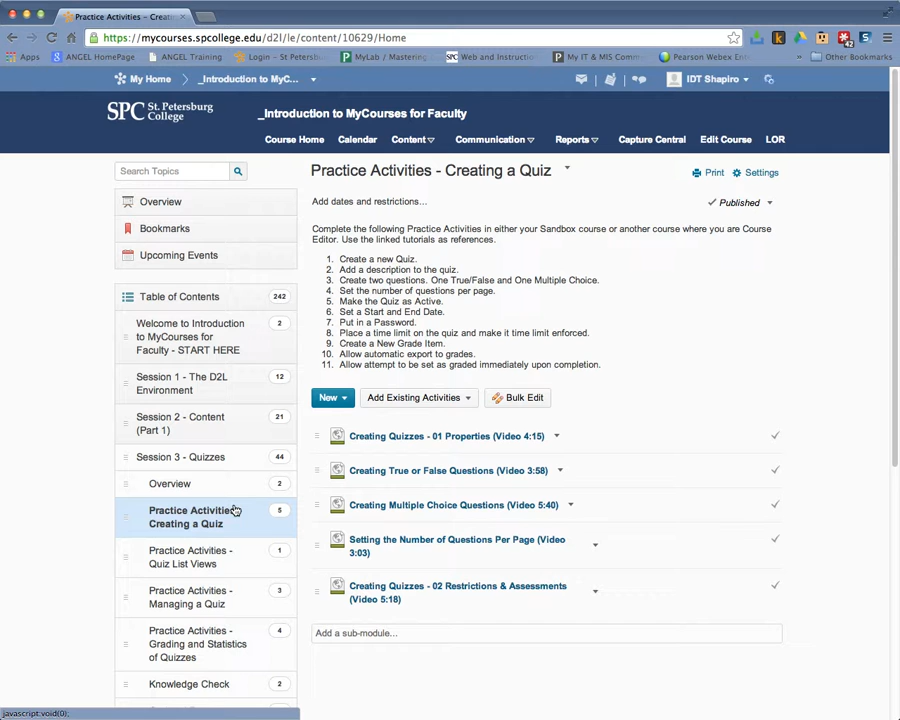 Practice Activities – Creati
https://mycourses.spcollege.edu/d2l/le/content/10629/Home
Apps
ANGEL HomePage
ANGEL TRAINING
Login – St Petersbu
MyLab / Mastering
SPC Web and Instruction
My IT & MIS Comm
Pearson Webex Ent
»
Other Bookmarks
42
My Home
_Introduction to MyC...
IDT Shapiro
SPC St. Petersburg College
_Introduction to MyCourses for Faculty
Course Home
Calendar
Content
Communication
Reports
Capture Central
Edit Course
LOR
Search Topics
Overview
Bookmarks
Upcoming Events
Table of Contents 242
Welcome to Introduction 2
to MyCourses for
Faculty - START HERE
Session 1 - The D2L 12
Environment
Session 2 - Content 21
(Part 1)
Session 3 - Quizzes 44
Overview 2
Practice Activities 5
Creating a Quiz
Practice Activities - 1
Quiz List Views
Practice Activities - 3
Managing a Quiz
Practice Activities - 4
Grading and Statistics
of Quizzes
Knowledge Check 2
Practice Activities - Creating a Quiz
Print
Settings
Add dates and restrictions...
Published
Complete the following Practice Activities in either your Sandbox course or another course where you are Course
Editor. Use the linked tutorials as references.
1. Create a new Quiz.
2. Add a description to the quiz.
3. Create two questions. One True/False and One Multiple Choice.
4. Set the number of questions per page.
5. Make the Quiz as Active.
6. Set a Start and End Date.
7. Put in a Password.
8. Place a time limit on the quiz and make it time limit enforced.
9. Create a New Grade Item.
10. Allow automatic export to grades.
11. Allow attempt to be set as graded immediately upon completion.
New
Add Existing Activities
Bulk Edit
Creating Quizzes - 01 Properties (Video 4:15)
Creating True or False Questions (Video 3:58)
Creating Multiple Choice Questions (Video 5:40)
Setting the Number of Questions Per Page (Video
3:03)
Creating Quizzes - 02 Restrictions & Assessments
(Video 5:18)
Add a sub-module...
javascript:void(0);